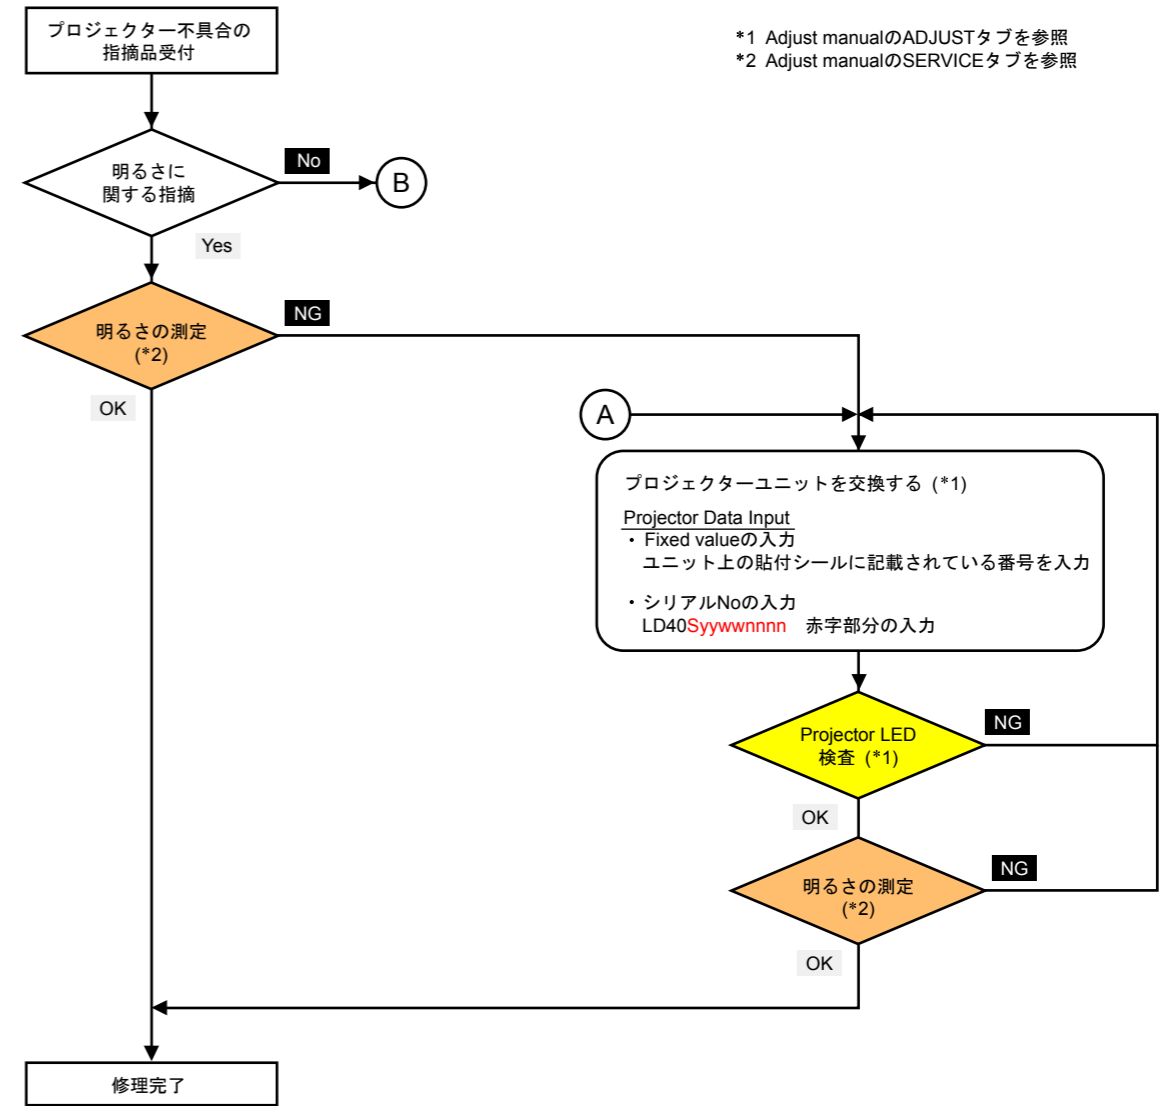 プロジェクター不具合の
指摘品受付
*1 Adjust manualのADJUSTタブを参照
*2 Adjust manualのSERVICEタブを参照
明るさに
関する指摘
No
B
Yes
明るさの測定
(*2)
NG
OK
A
プロジェクターユニットを交換する (*1)
Projector Data Input
・ Fixed valueの入力
ユニット上の貼付シールに記載されている番号を入力
・シリアルNoの入力
LD40Syywwnnnn 赤字部分の入力
Projector LED
検査 (*1)
NG
OK
明るさの測定
(*2)
NG
OK
修理完了